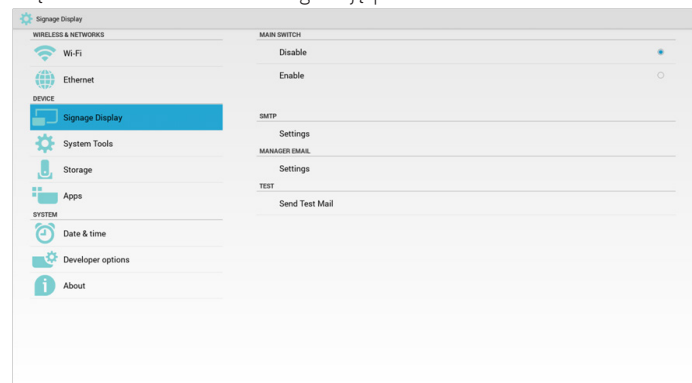 Signage Display
WIRELESS & NETWORKS
Wi-Fi
Ethernet
DEVICE
Signage Display
System Tools
Storage
Apps
SYSTEM
Date & time
Developer options
About
MAIN SWITCH
Disable
Enable
SMTP
Settings
MANAGER EMAIL
Settings
TEST
Send Test Mail